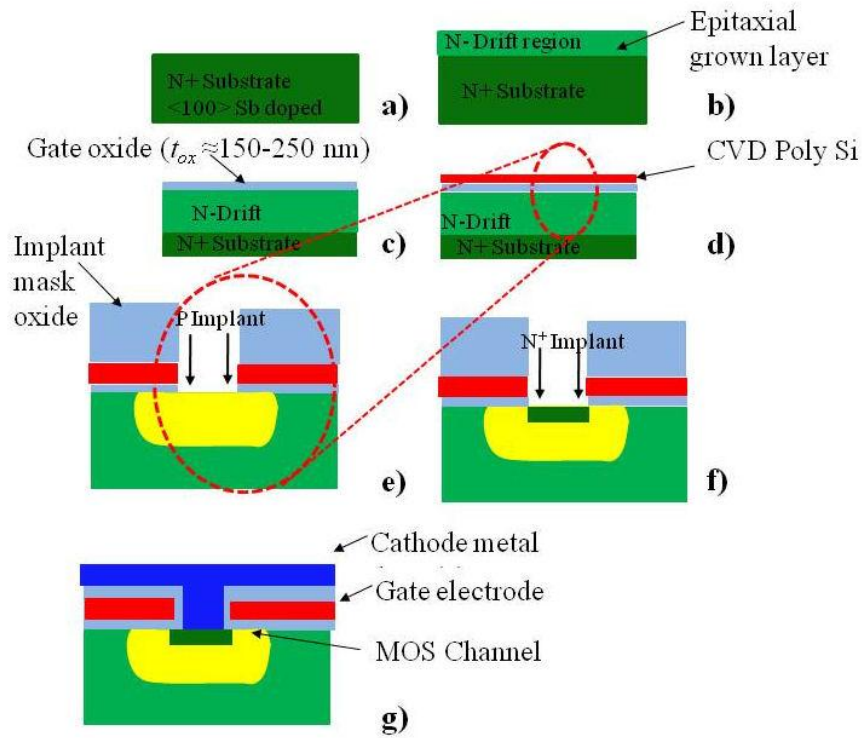 N- Drift region
Epitaxial
grown layer
N+ Substrate
<100> Sb doped
a)
N+ Substrate
b)
Gate oxide (tox ≈150-250 nm)
CVD Poly Si
N-Drift
N+ Substrate
c)
N-Drift
N+ Substrate
d)
Implant
mask
oxide
P Implant
e)
N+ Implant
f)
Cathode metal
Gate electrode
MOS Channel
g)